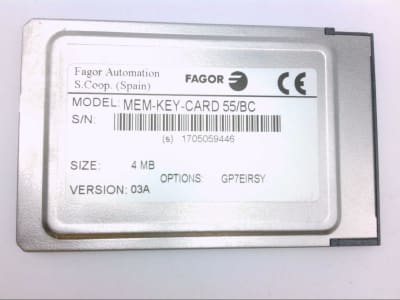 Fagor Automation
S.Coop. (Spain)
FAGOR
CE
MODEL: MEM-KEY-CARD 55/BC
S/N:
(s) 1705059446
SIZE: 4 MB
OPTIONS: GP7EIRSY
VERSION: 03A